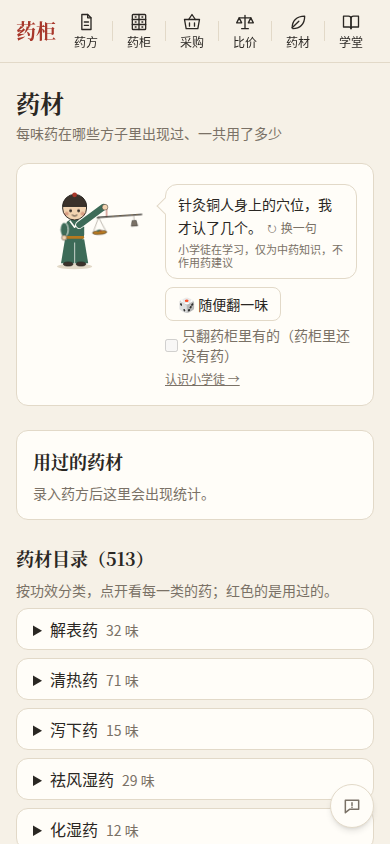 药柜
药方
药柜
采购
比价
药材
学堂
药材
每味药在哪些方子里出现过、一共用了多少
针灸铜人身上的穴位，我
才认了几个。 换一句
小学徒在学习，仅为中药知识，不
作用药建议
随便翻一味
只翻药柜里有的（药柜里还
没有药）
认识小学徒 →
用过的药材
录入药方后这里会出现统计。
药材目录（513）
按功效分类，点开看每一类的药；红色的是用过的。
解表药 32 味
清热药 71 味
泻下药 15 味
祛风湿药 29 味
化湿药 12 味